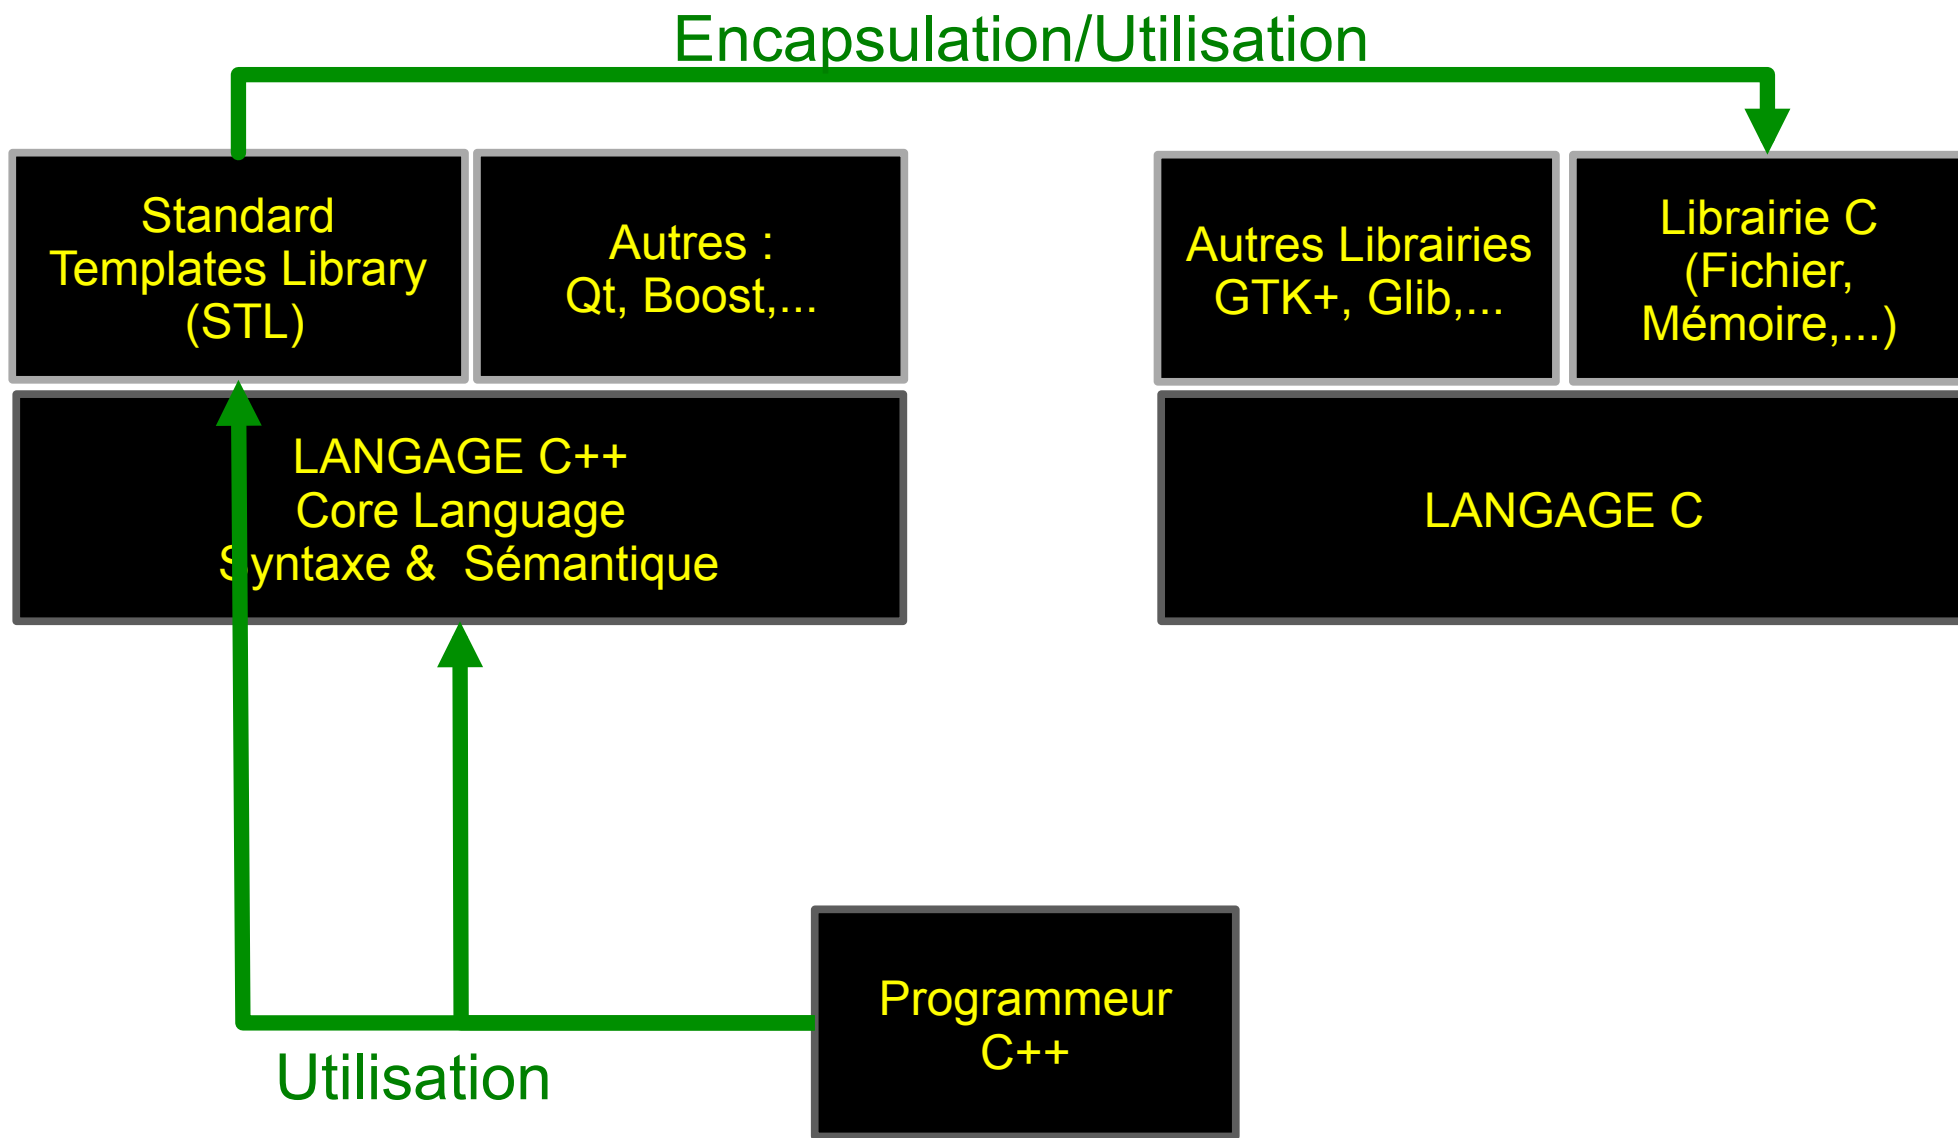 Encapsulation/Utilisation
Standard
Templates Library
(STL)
Autres :
Qt, Boost,...
Autres Librairies
GTK+, Glib,...
Librairie C
(Fichier,
Mémoire,...)
LANGAGE C++
Core Language
Syntaxe & Sémantique
LANGAGE C
Programmeur
C++
Utilisation